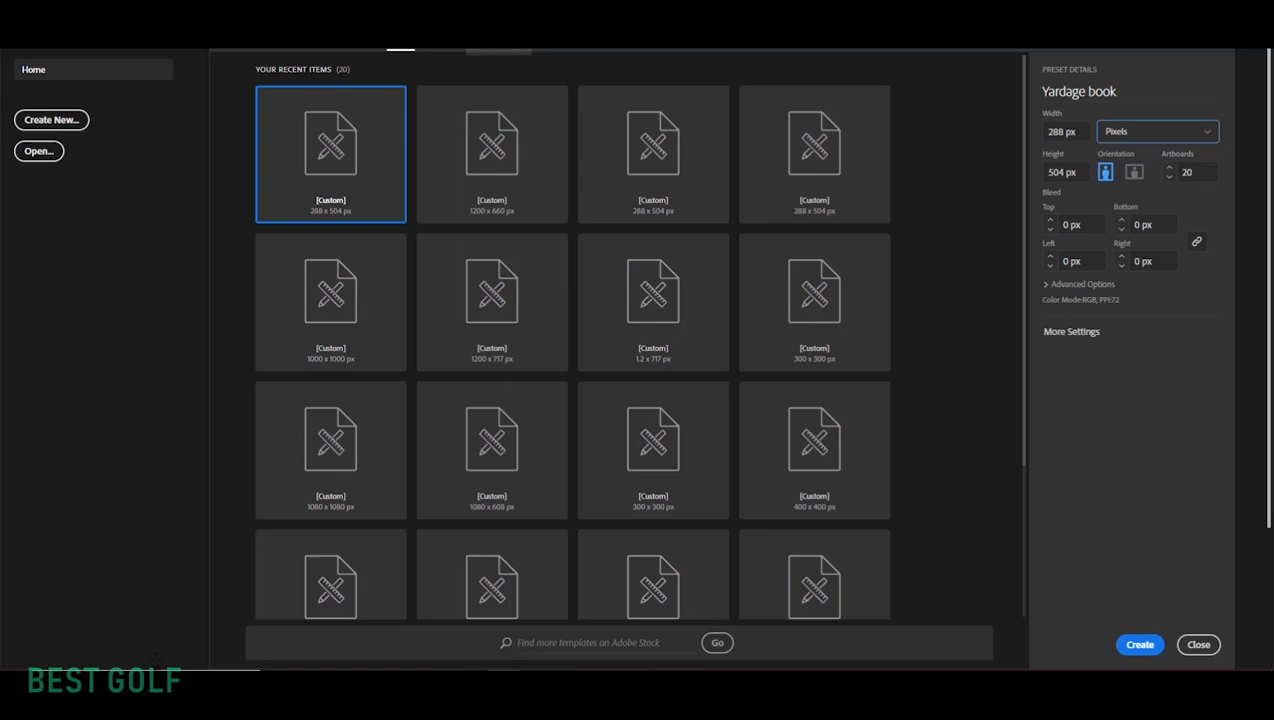 Home
Create New...
Open...
YOUR RECENT ITEMS (20)
[Custom]
288 x 504 px
[Custom]
1200 x 660 px
[Custom]
288 x 504 px
[Custom]
288 x 504 px
[Custom]
1000 x 1000 px
[Custom]
1200 x 717 px
[Custom]
1.2 x 717 px
[Custom]
300 x 300 px
[Custom]
1080 x 1080 px
[Custom]
1080 x 608 px
[Custom]
300 x 300 px
[Custom]
400 x 400 px
Find more templates on Adobe Stock
Go
PRESET DETAILS
Yardage book
Width
288 px
Pixels
Height
Orientation
Artboards
504 px
20
Bleed
Top
Bottom
0 px
0 px
Left
Right
0 px
0 px
Advanced Options
Color Mode:RGB, PPI:72
More Settings
Create
Close
BEST GOLF